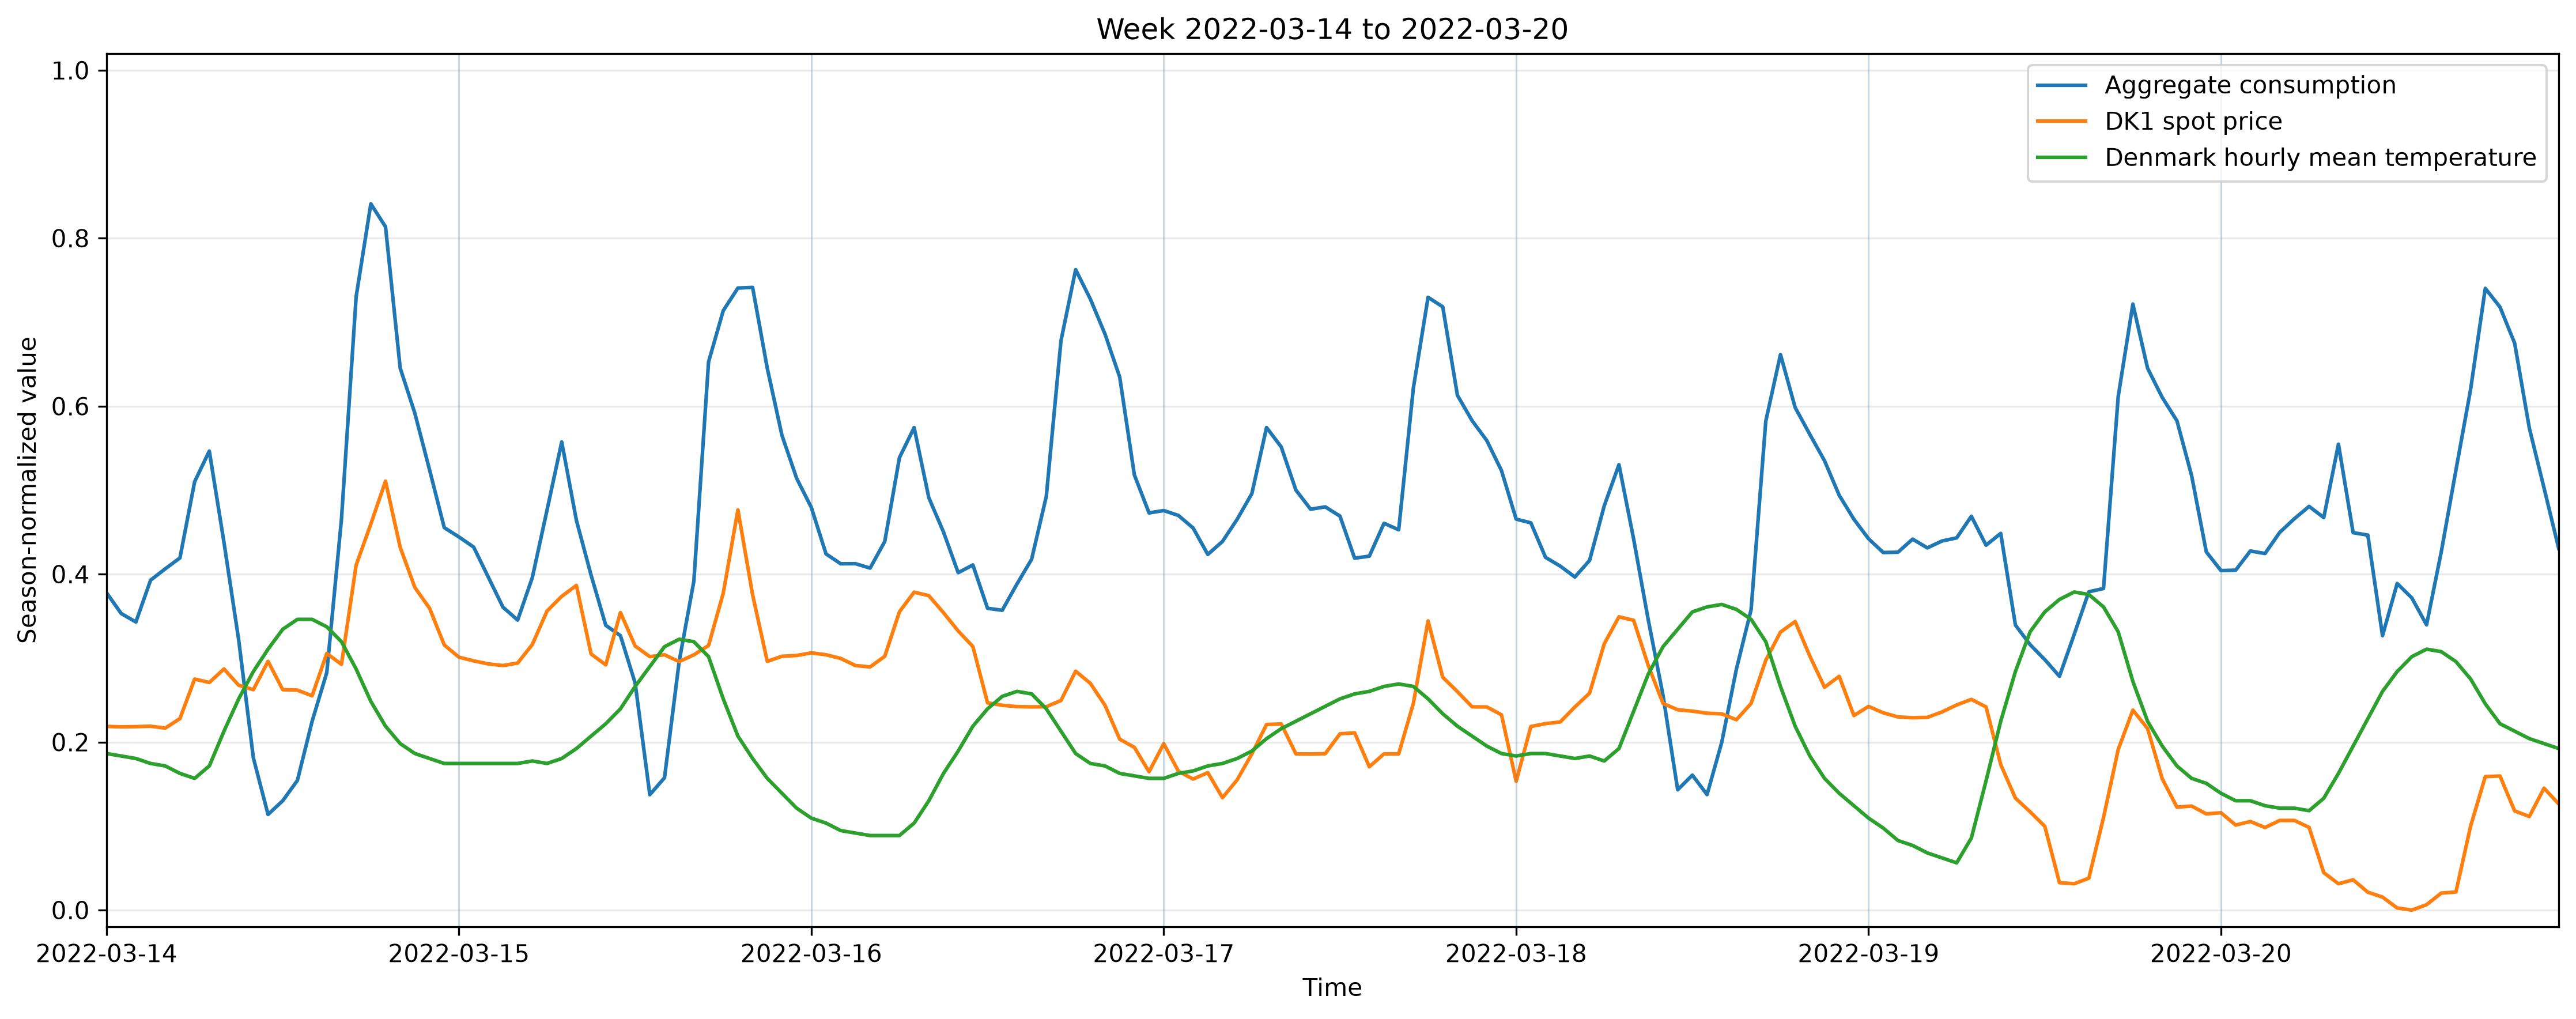 Week 2022-03-14 to 2022-03-20
Aggregate consumption
DK1 spot price
Denmark hourly mean temperature
Season-normalized value
1.0
0.8
0.6
0.4
0.2
0.0
2022-03-14 2022-03-15 2022-03-16 2022-03-17 2022-03-18 2022-03-19 2022-03-20
Time